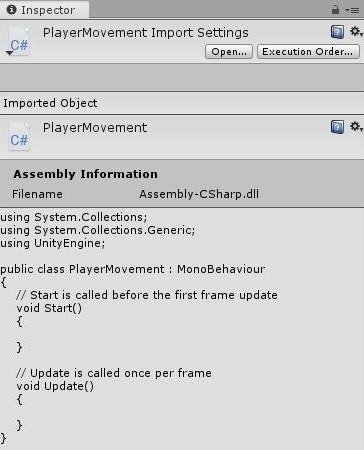 Inspector
PlayerMovement Import Settings
C#
Open... Execution Order...
Imported Object
PlayerMovement
C#
Assembly Information
Filename Assembly-CSharp.dll
using System.Collections;
using System.Collections.Generic;
using UnityEngine;
public class PlayerMovement : MonoBehaviour
{
// Start is called before the first frame update
void Start()
{
}
// Update is called once per frame
void Update()
{
}
}